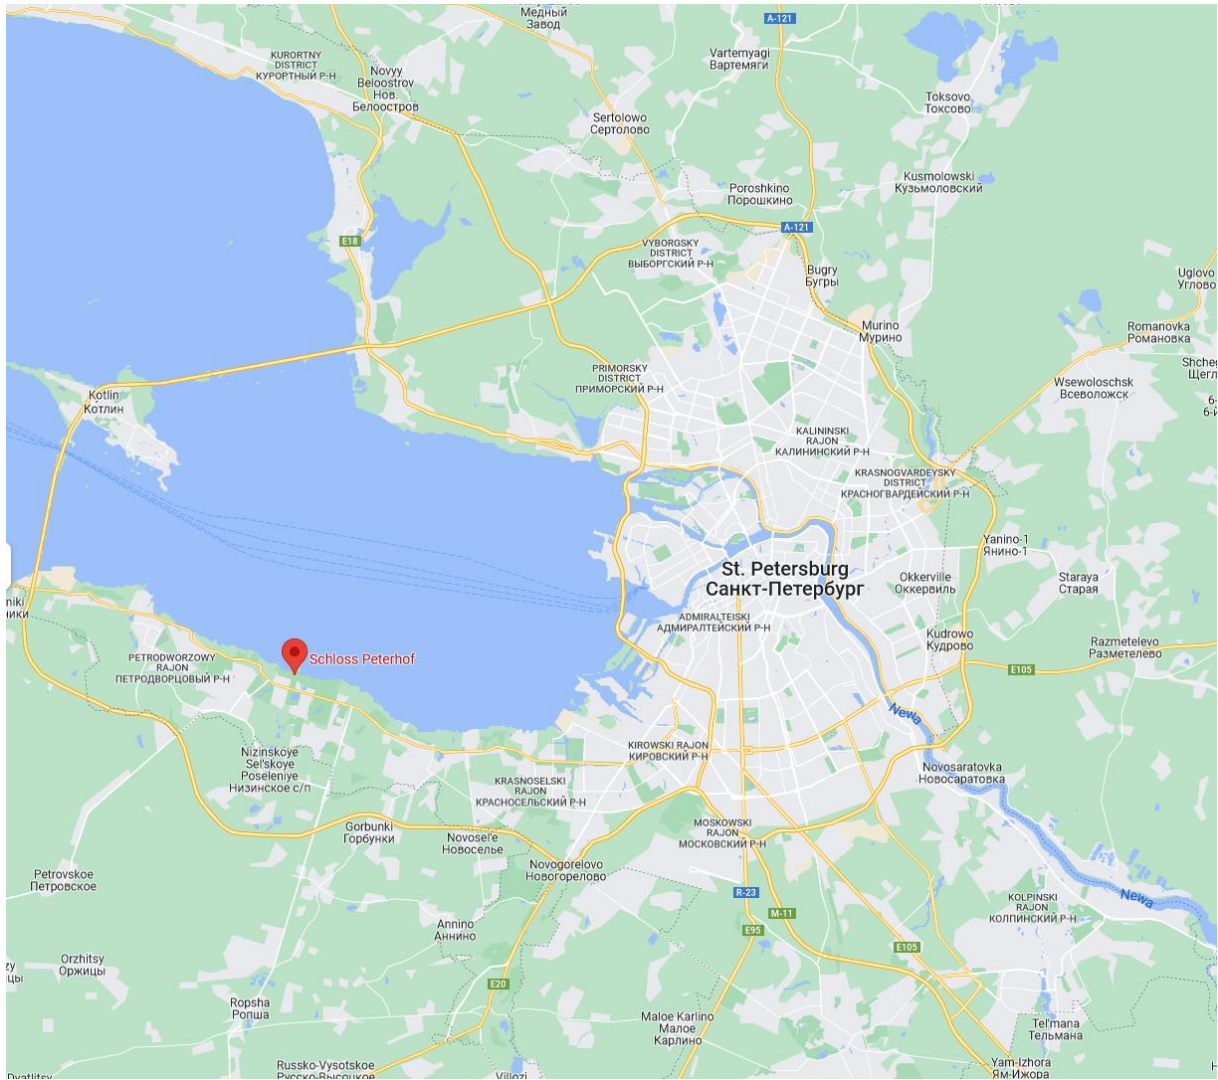 Медный
Завод
A-121
KURORTNY
DISTRICT
КУРОРТНЫЙ Р-Н
Novyy
Beloostrov
Нов.
Белоостров
Vartemyagi
Вартемяги
Toksovo
Токсово
Sertolowo
Сертолово
Kusmolowski
Кузьмоловский
Poroshkino
Порошкино
A-121
E18
VYBORGSKY
DISTRICT
ВЫБОРГСКИЙ Р-Н
Bugry
Бугры
Uglovo
Углово
Murino
Мурино
Romanovka
Романовка
PRIMORSKY
DISTRICT
ПРИМОРСКИЙ Р-Н
Wsewoloschsk
Всеволожск
Kotlin
Котлин
KALININSKI
RAJON
КАЛИНИНСКИЙ Р-Н
KRASNOGVARDEYSKY
DISTRICT
КРАСНОГВАРДЕЙСКИЙ Р-Н
Yanino-1
Янино-1
St. Petersburg
Санкт-Петербург
Okkerville
Оккервиль
Staraya
Старая
ADMIRALTEISKI
АДМИРАЛТЕЙСКИЙ Р-Н
Kudrowo
Кудрово
Razmetelevo
Разметелево
E105
PETRODWORZOWY
RAJON
ПЕТРОДВОРЦОВЫЙ Р-Н
Schloss Peterhof
Newa
Nizinskoye
Sel'skoye
Poseleniye
Низинское с/п
KIROWSKI RAJON
КИРОВСКИЙ Р-Н
Novosaratovka
Новосаратовка
KRASNOSELSKI
RAJON
КРАСНОСЕЛЬСКИЙ Р-Н
Gorbunki
Горбунки
Novosel'e
Новоселье
MOSKOWSKI
RAJON
МОСКОВСКИЙ Р-Н
Novogorelovo
Новогорелово
Petrovskoe
Петровское
R-23
Newa
KOLPINSKI
RAJON
КОЛПИНСКИЙ Р-Н
M-11
Annino
Аннино
E95
E105
Orzhitsy
Оржицы
E20
Ropsha
Ропша
Maloe Karlino
Малое
Карлино
Tel'mana
Тельмана
Russko-Vysotskoe
Русско-Высоцкое
Villozi
Yam-Izhora
Ям-Ижора